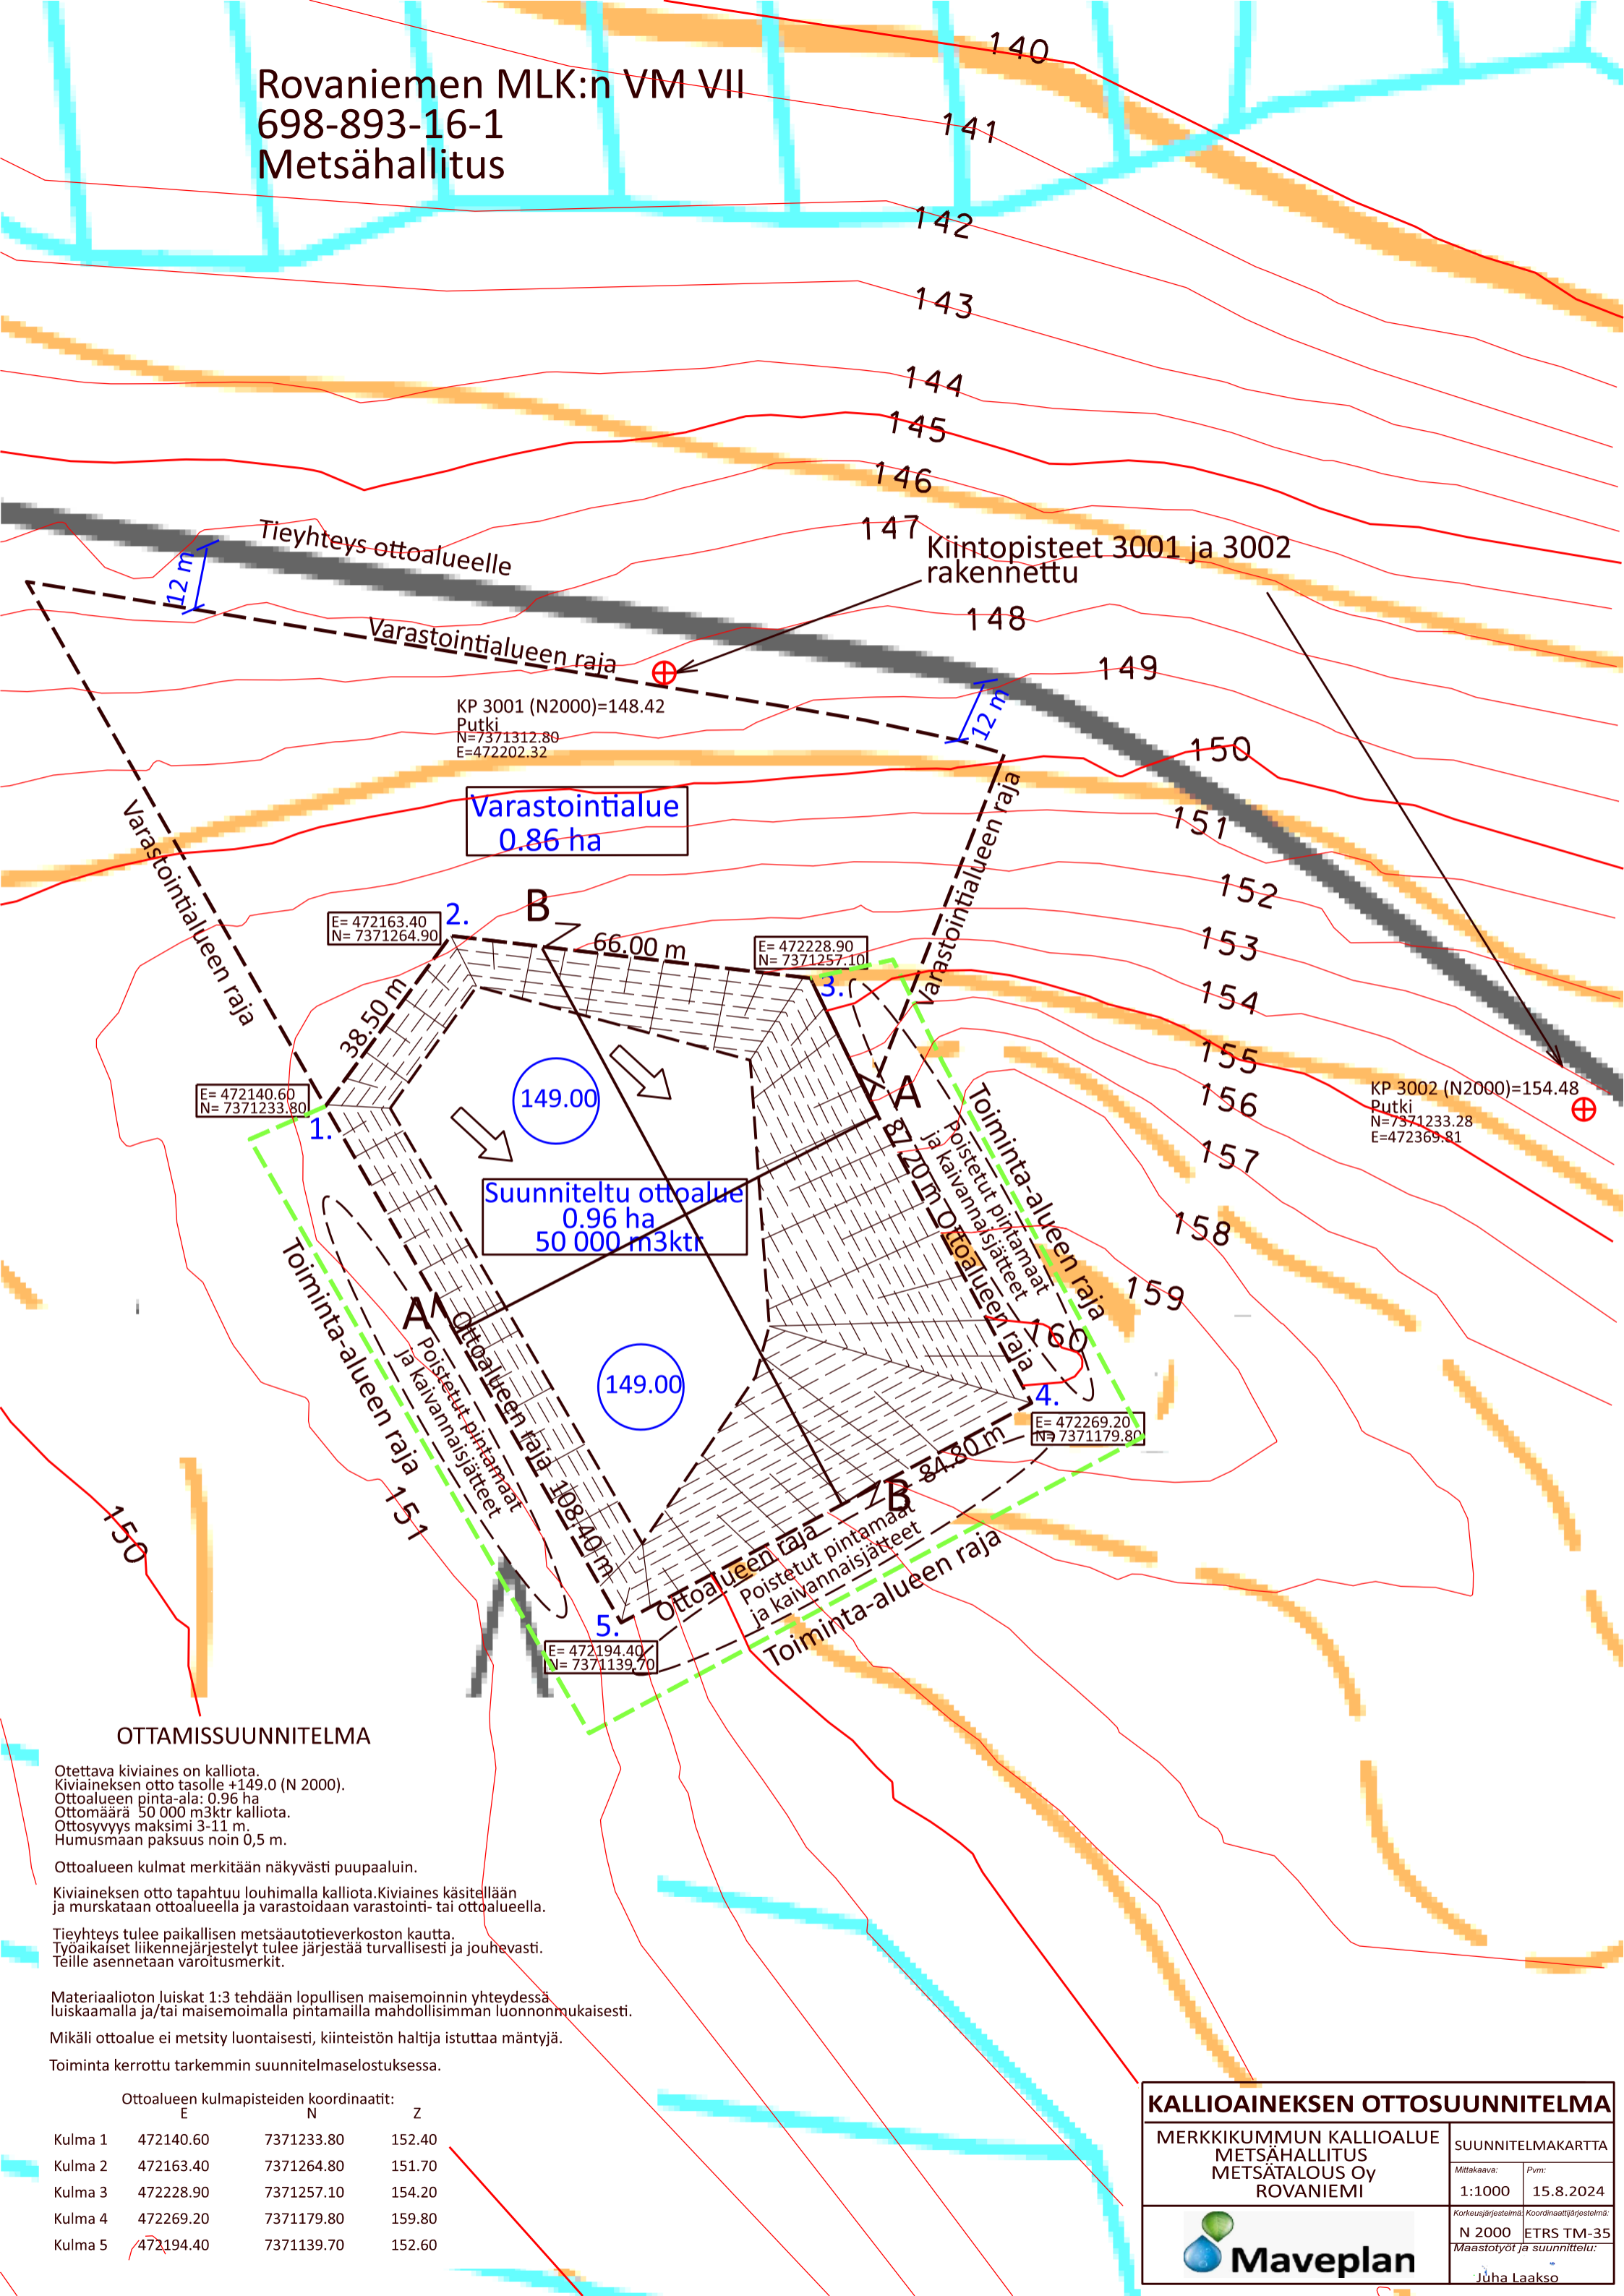 Rovaniemen MLK:n VM VII
698-893-16-1
Metsähallitus
140
141
142
143
144
145
146
147
148
149
150
151
152
153
154
155
156
157
158
159
160
150
151
Kiintopisteet 3001 ja 3002
rakennettu
Tieyhteys ottoalueelle
12 m
12 m
Varastointialueen raja
Varastointialueen raja
Varastointialueen raja
KP 3001 (N2000)=148.42
Putki
N=7371312.80
E=472202.32
Varastointialue
0.86 ha
KP 3002 (N2000)=154.48
Putki
N=7371233.28
E=472369.81
E= 472163.40
N= 7371264.90
2.
B
66.00 m
E= 472228.90
N= 7371257.10
3.
38.50 m
E= 472140.60
N= 7371233.80
1.
149.00
A
87.20 m
Ottoalueen raja
Poistetut pintamaat
ja kaivannaisjätteet
Toiminta-alueen raja
Suunniteltu ottoalue
0.96 ha
50 000 m3ktr
A
Ottoalueen raja
108.40 m
Poistetut pintamaat
ja kaivannaisjätteet
Toiminta-alueen raja
149.00
4.
E= 472269.20
N= 7371179.80
84.80 m
B
Ottoalueen raja
Poistetut pintamaat
ja kaivannaisjätteet
Toiminta-alueen raja
5.
E= 472194.40
N= 7371139.70
OTTAMISSUUNNITELMA
Otettava kiviaines on kalliota.
Kiviaineksen otto tasolle +149.0 (N 2000).
Ottoalueen pinta-ala: 0.96 ha
Ottomäärä 50 000 m3ktr kalliota.
Ottosyvyys maksimi 3-11 m.
Humusmaan paksuus noin 0,5 m.
Ottoalueen kulmat merkitään näkyvästi puupaaluin.
Kiviaineksen otto tapahtuu louhimalla kalliota.Kiviaines käsitellään
ja murskataan ottoalueella ja varastoidaan varastointi- tai ottoalueella.
Tieyhteys tulee paikallisen metsäautotieverkoston kautta.
Työaikaiset liikennejärjestelyt tulee järjestää turvallisesti ja jouhevasti.
Teille asennetaan varoitusmerkit.
Materiaalioton luiskat 1:3 tehdään lopullisen maisemoinnin yhteydessä
luiskaamalla ja/tai maisemoimalla pintamailla mahdollisimman luonnonmukaisesti.
Mikäli ottoalue ei metsity luontaisesti, kiinteistön haltija istuttaa mäntyjä.
Toiminta kerrottu tarkemmin suunnitelmaselostuksessa.
Ottoalueen kulmapisteiden koordinaatit:
E N Z
Kulma 1 472140.60 7371233.80 152.40
Kulma 2 472163.40 7371264.80 151.70
Kulma 3 472228.90 7371257.10 154.20
Kulma 4 472269.20 7371179.80 159.80
Kulma 5 472194.40 7371139.70 152.60
KALLIOAINEKSEN OTTOSUUNNITELMA
MERKKIKUMMUN KALLIOALUE
METSÄHALLITUS
METSÄTALOUS Oy
ROVANIEMI
SUUNNITELMAKARTTA
Mittakaava: Pvm:
1:1000 15.8.2024
Korkeusjärjestelmä: Koordinaattijärjestelmä:
N 2000 ETRS TM-35
Maastotyöt ja suunnittelu:
Juha Laakso
Maveplan